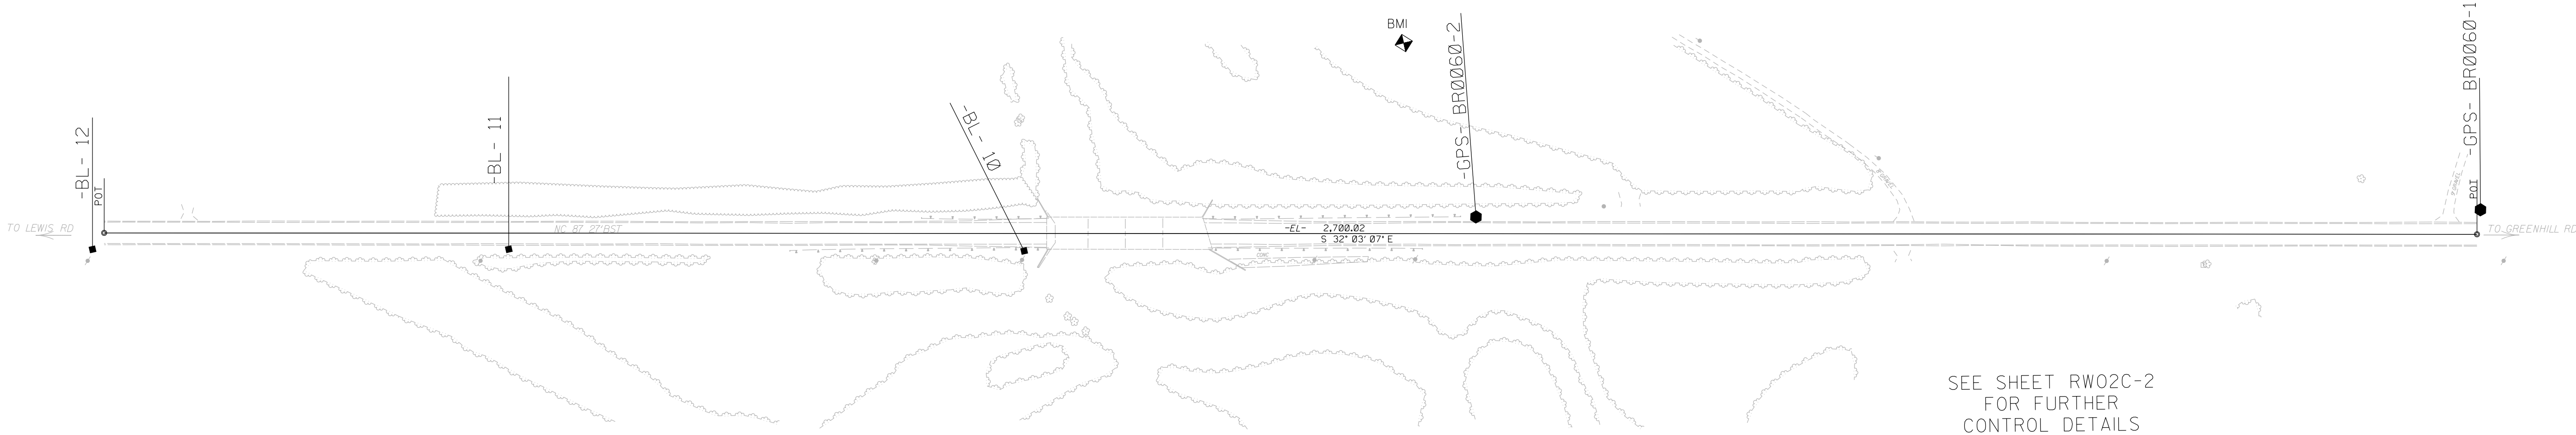 -BL- 12
POT
TO LEWIS RD
-BL- 11
NC 87 27'BST
-BL- 10
BM1
-GPS- BR0060-2
-EL- 2,700.02
S 32° 03' 07" E
CONC
-GPS- BR0060-1
POT
TO GREENHILL RD
SEE SHEET RW02C-2
FOR FURTHER
CONTROL DETAILS